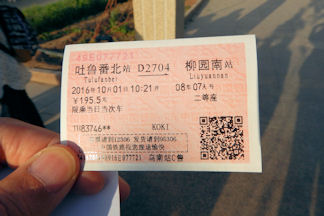 49E077721
吐鲁番北站 D2704 柳园南站
Tulufanbei Liuyuannan
2016年10月01日10:21开 08车07A号
¥195.5元 二等座
限乘当日当次车
KOKI
买票请到12306 发货请到95306
中国铁路祝您旅途愉快
乌南站C售